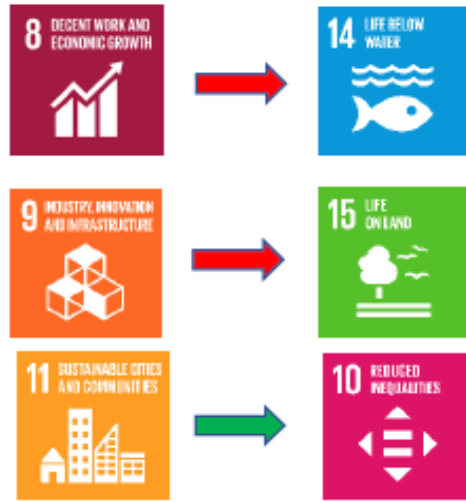 8 DECENT WORK AND
ECONOMIC GROWTH
14 LIFE BELOW
WATER
9 INDUSTRY, INNOVATION
AND INFRASTRUCTURE
15 LIFE
ON LAND
11 SUSTAINABLE CITIES
AND COMMUNITIES
10 REDUCED
INEQUALITIES